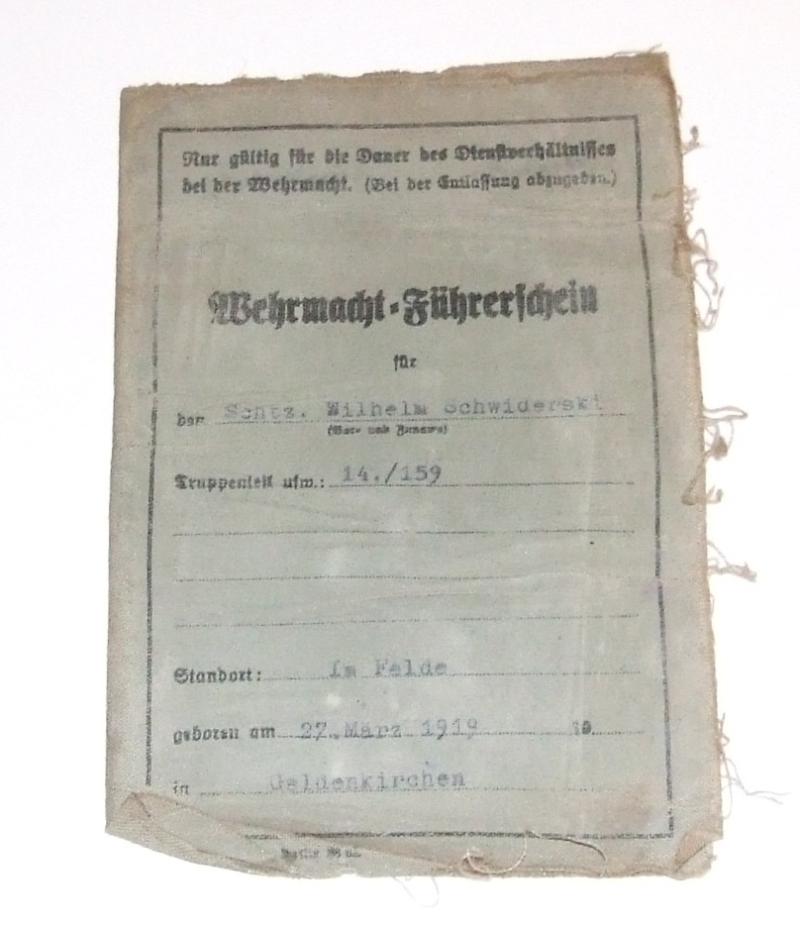 Nur gültig für die Dauer des Dienstverhältnisses
bei der Wehrmacht. (Bei der Entlassung abzugeben.)
Wehrmacht-Führerschein
für
den Schtz. Wilhelm Schwiderski
(Vor- und Zuname)
Truppenteil usw.: 14./159
Standort: Im Felde
geboren am 27.März 1919 19
in Geldenkirchen
Berlin